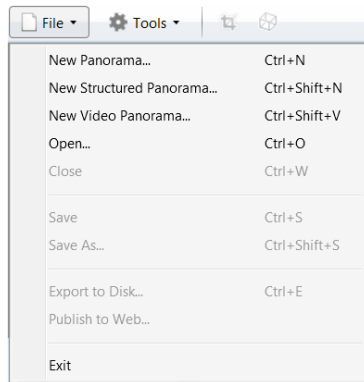 File Tools
New Panorama... Ctrl+N
New Structured Panorama... Ctrl+Shift+N
New Video Panorama... Ctrl+Shift+V
Open... Ctrl+O
Close Ctrl+W
Save Ctrl+S
Save As... Ctrl+Shift+S
Export to Disk... Ctrl+E
Publish to Web...
Exit